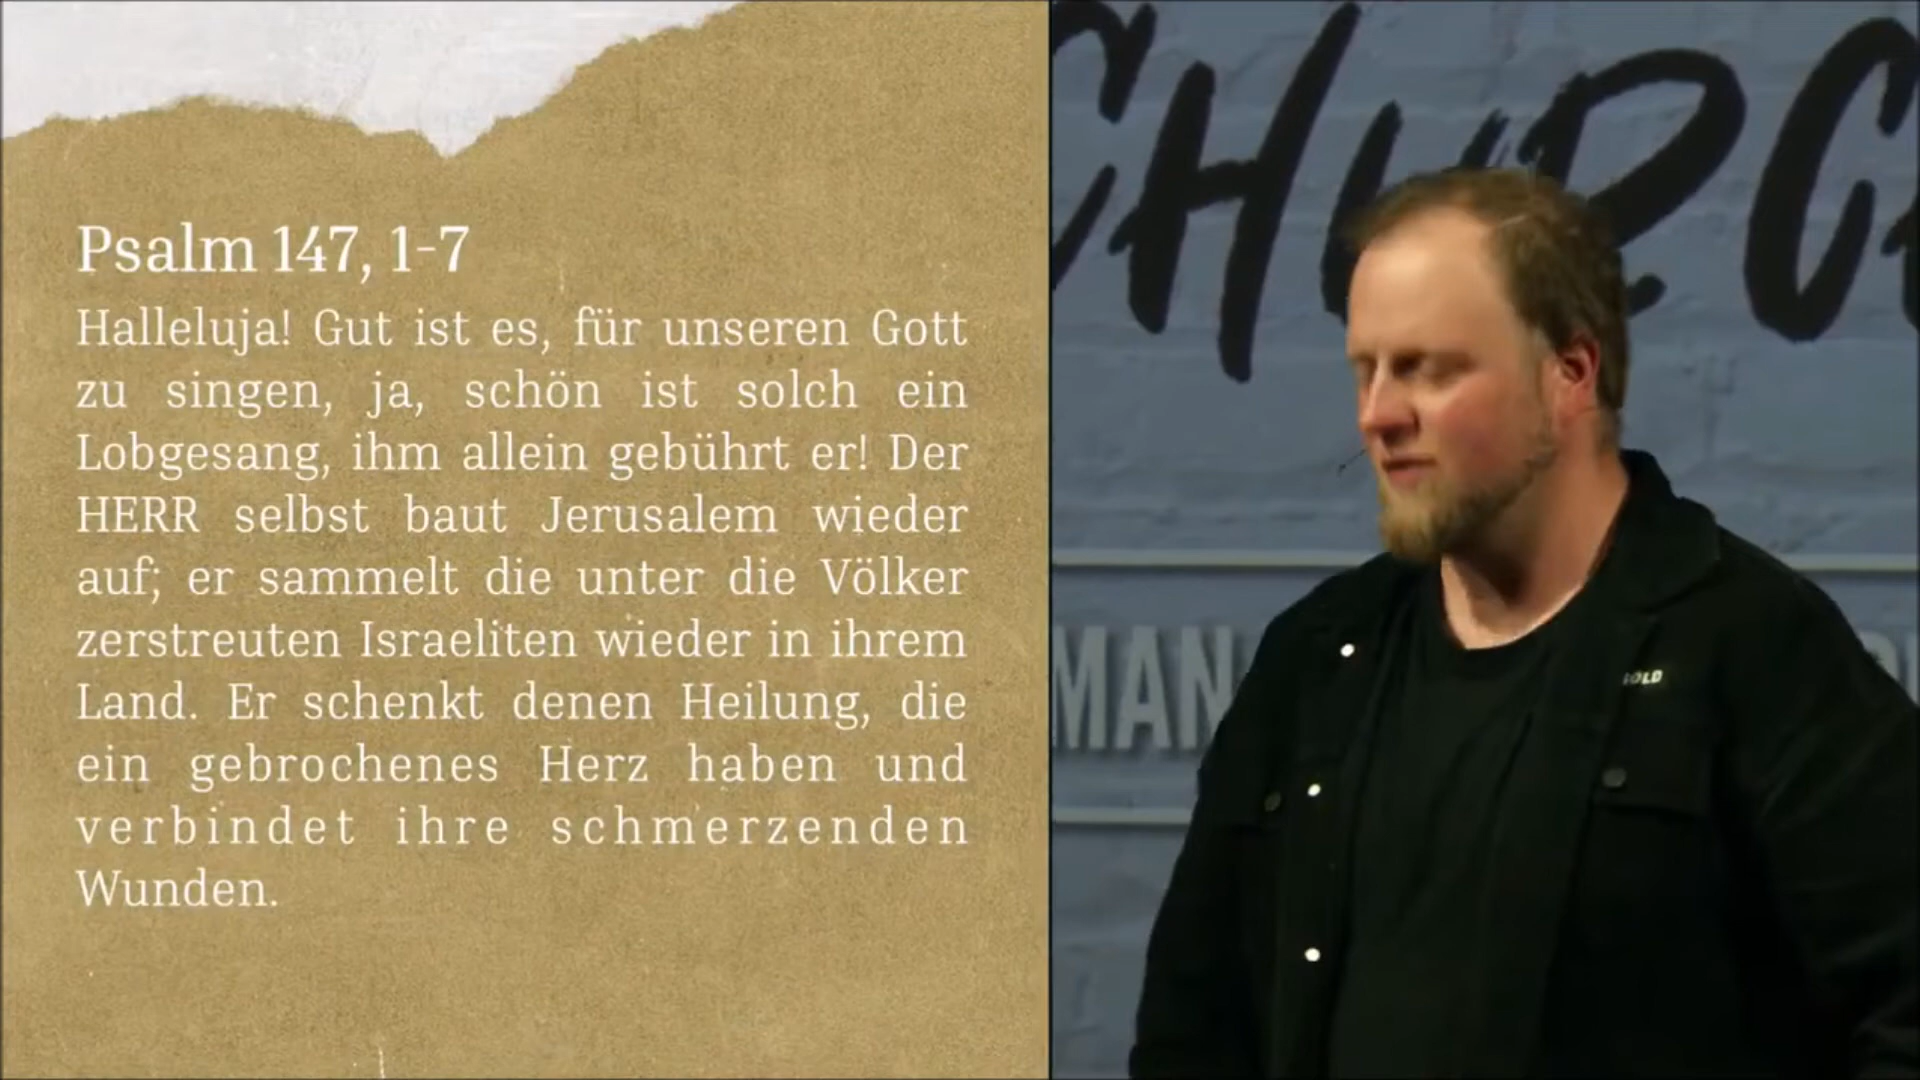 Psalm 147, 1-7
Halleluja! Gut ist es, für unseren Gott
zu singen, ja, schön ist solch ein
Lobgesang, ihm allein gebührt er! Der
HERR selbst baut Jerusalem wieder
auf; er sammelt die unter die Völker
zerstreuten Israeliten wieder in ihrem
Land. Er schenkt denen Heilung, die
ein gebrochenes Herz haben und
verbindet ihre schmerzenden
Wunden.
CHURCH
MAN